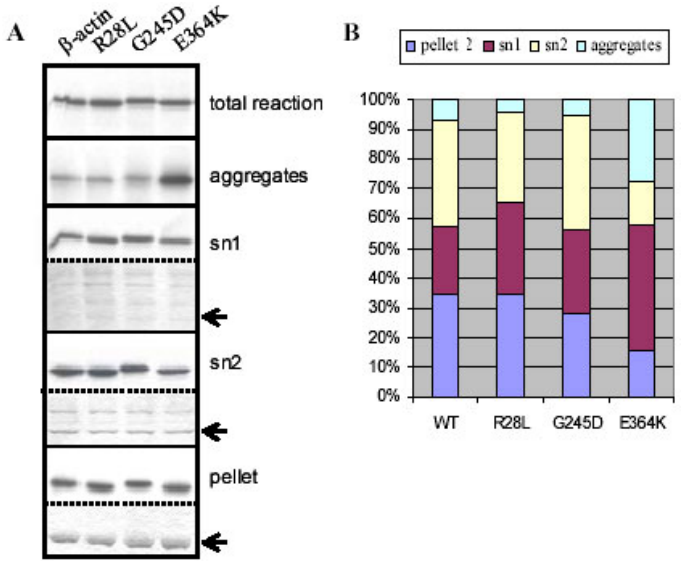 A
β-actin
R28L
G245D
E364K
total reaction
aggregates
sn1
sn2
pellet
B
pellet 2 sn1 sn2 aggregates
100%
90%
80%
70%
60%
50%
40%
30%
20%
10%
0%
WT R28L G245D E364K